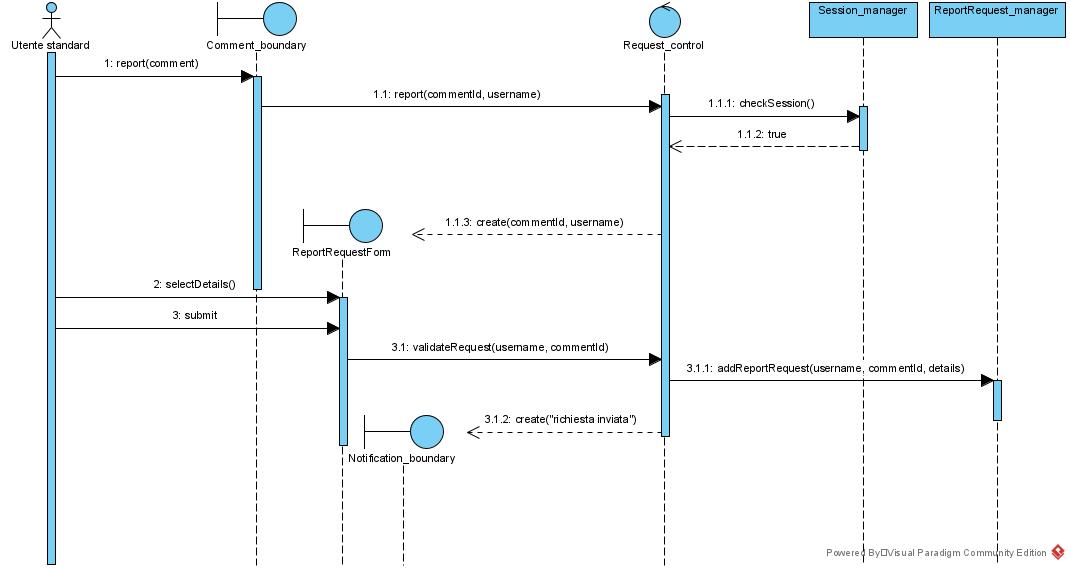 Session_manager
ReportRequest_manager
Utente standard
Comment_boundary
Request_control
1: report(comment)
1.1: report(commentId, username)
1.1.1: checkSession()
1.1.2: true
1.1.3: create(commentId, username)
ReportRequestForm
2: selectDetails()
3: submit
3.1: validateRequest(username, commentId)
3.1.1: addReportRequest(username, commentId, details)
3.1.2: create("richiesta inviata")
Notification_boundary
Powered By Visual Paradigm Community Edition